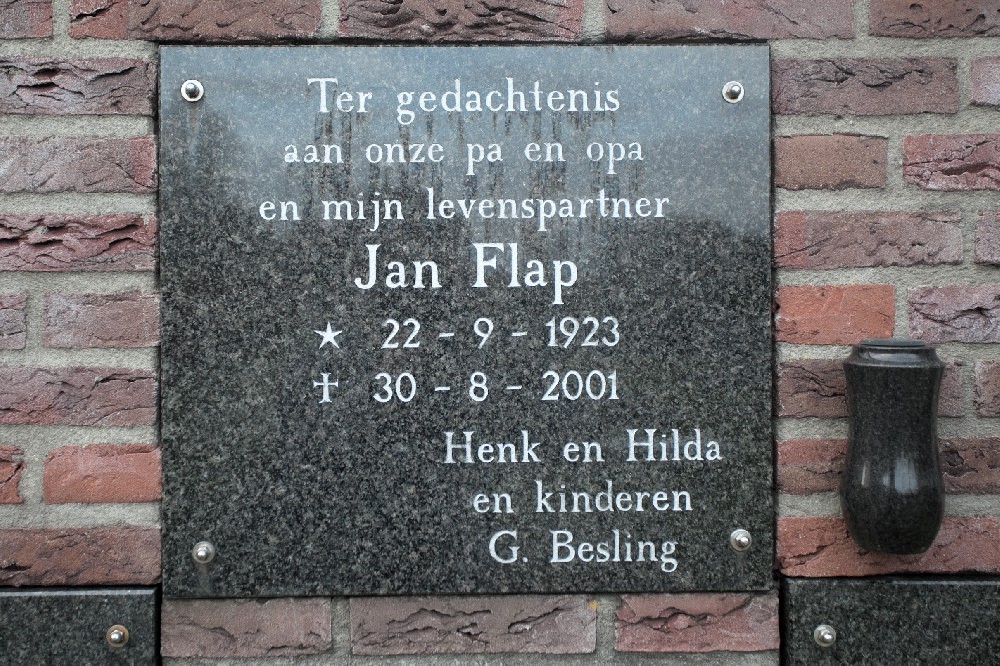 Ter gedachtenis
aan onze pa en opa
en mijn levenspartner
Jan Flap
★ 22 - 9 - 1923
✝ 30 - 8 - 2001
Henk en Hilda
en kinderen
G. Besling